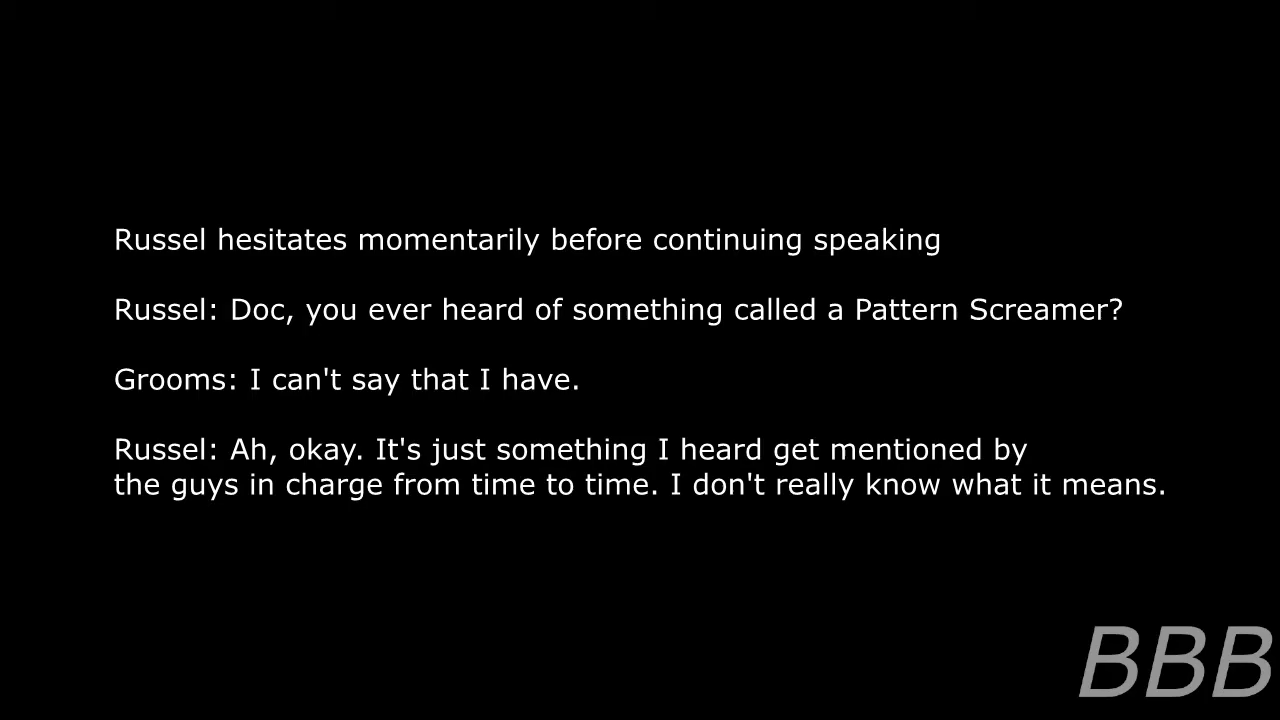 Russel hesitates momentarily before continuing speaking
Russel: Doc, you ever heard of something called a Pattern Screamer?
Grooms: I can't say that I have.
Russel: Ah, okay. It's just something I heard get mentioned by
the guys in charge from time to time. I don't really know what it means.
BBB